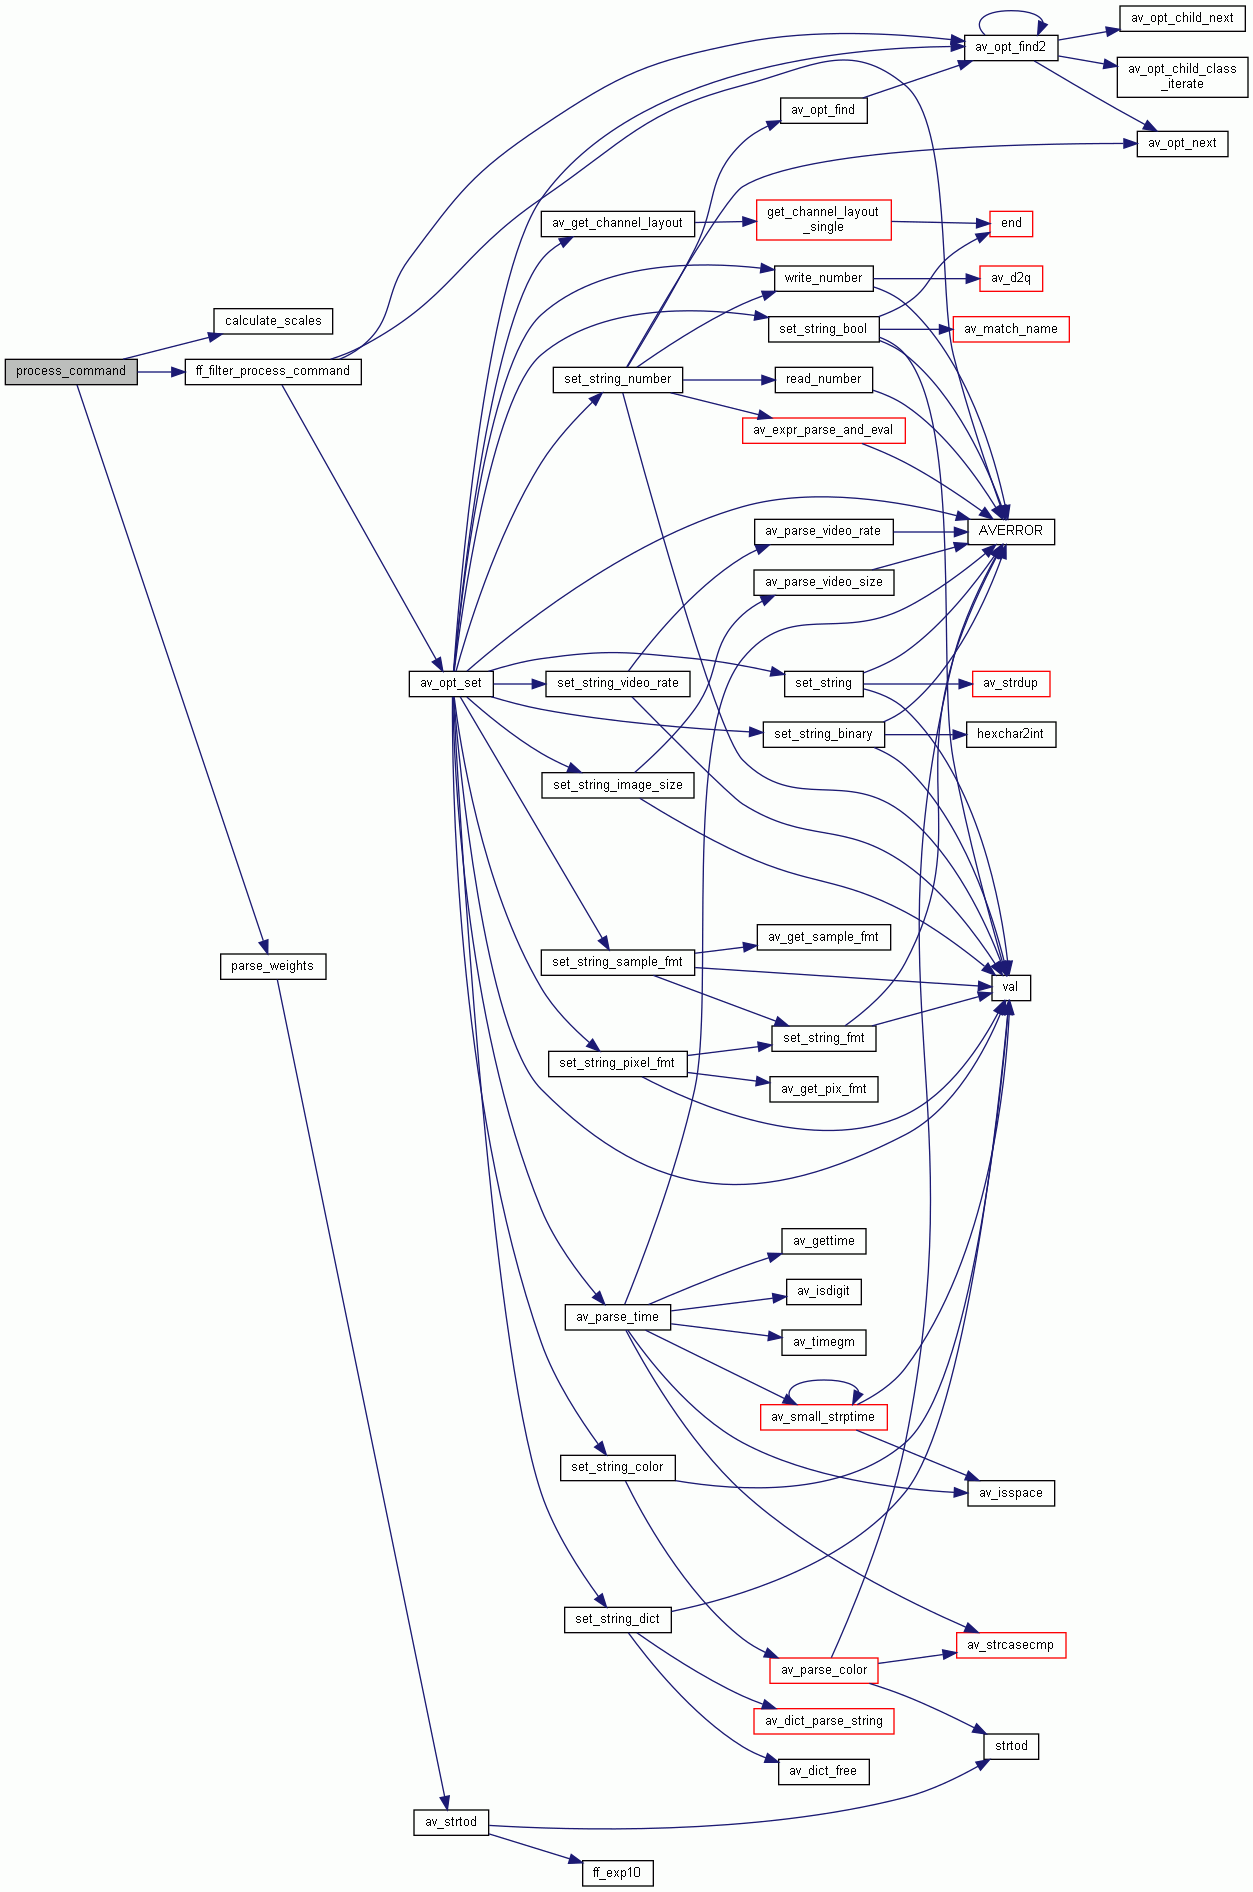 av_opt_child_next
av_opt_find2
av_opt_child_class
_iterate
av_opt_find
av_opt_next
av_get_channel_layout
get_channel_layout
_single
end
write_number
av_d2q
calculate_scales
set_string_bool
av_match_name
process_command
ff_filter_process_command
set_string_number
read_number
av_expr_parse_and_eval
av_parse_video_rate
AVERROR
av_parse_video_size
av_opt_set
set_string_video_rate
set_string
av_strdup
set_string_binary
hexchar2int
set_string_image_size
av_get_sample_fmt
parse_weights
set_string_sample_fmt
val
set_string_fmt
set_string_pixel_fmt
av_get_pix_fmt
av_gettime
av_isdigit
av_parse_time
av_timegm
av_small_strptime
set_string_color
av_isspace
set_string_dict
av_strcasecmp
av_parse_color
av_dict_parse_string
strtod
av_dict_free
av_strtod
ff_exp10